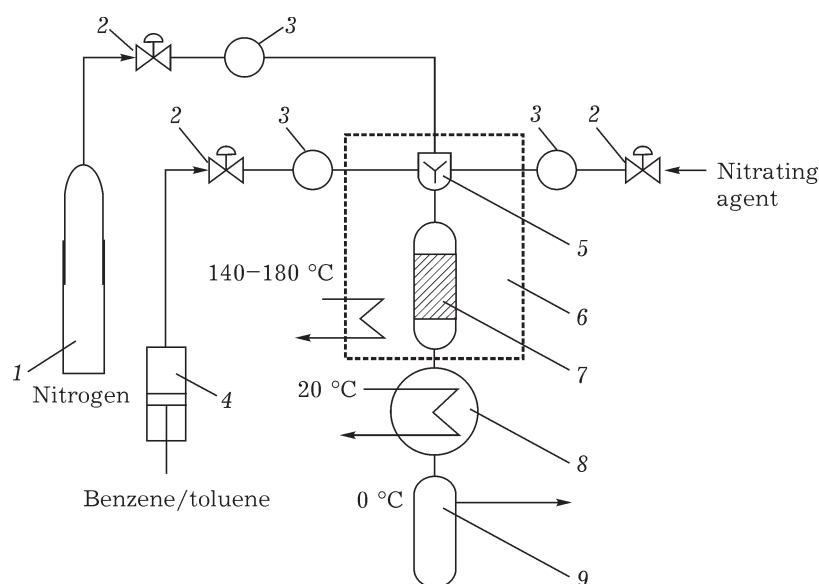 2
3
2
3
3
2
Nitrating
agent
5
140–180 °C
6
1
Nitrogen
4
7
20 °C
8
Benzene/toluene
0 °C
9